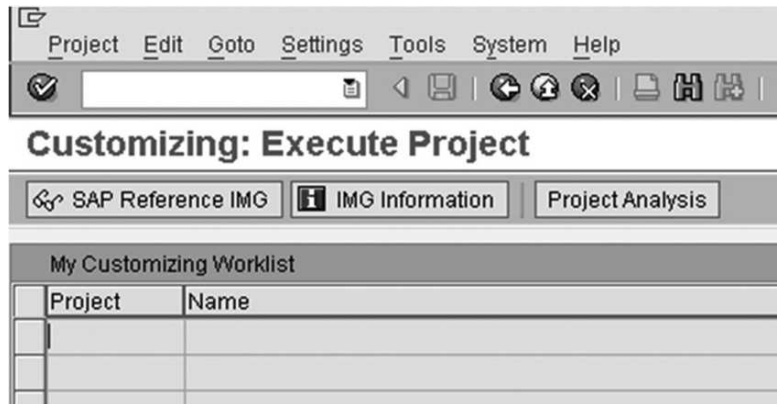 Project Edit Goto Settings Tools System Help
Customizing: Execute Project
SAP Reference IMG IMG Information Project Analysis
My Customizing Worklist
Project Name